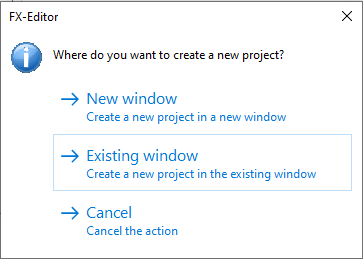 FX-Editor
Where do you want to create a new project?
New window
Create a new project in a new window
Existing window
Create a new project in the existing window
Cancel
Cancel the action